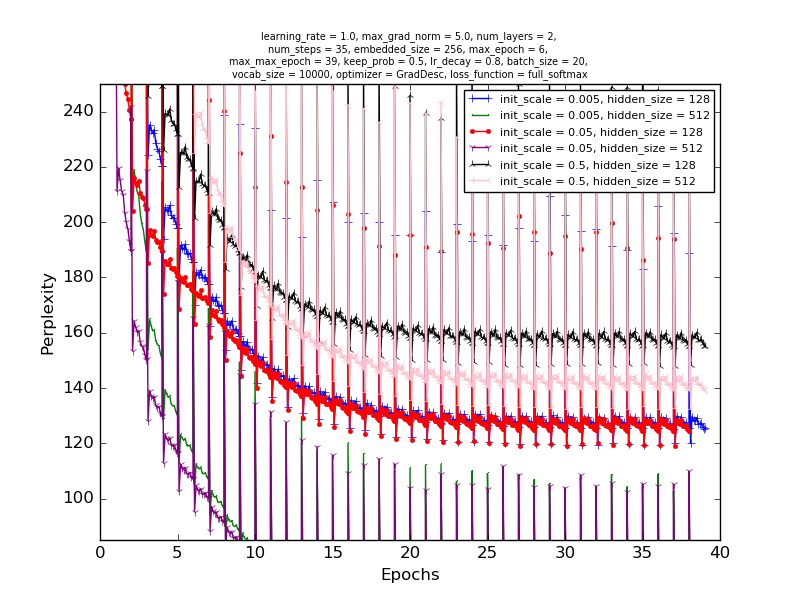 learning_rate = 1.0, max_grad_norm = 5.0, num_layers = 2,
num_steps = 35, embedded_size = 256, max_epoch = 6,
max_max_epoch = 39, keep_prob = 0.5, lr_decay = 0.8, batch_size = 20,
vocab_size = 10000, optimizer = GradDesc, loss_function = full_softmax
init_scale = 0.005, hidden_size = 128
init_scale = 0.005, hidden_size = 512
init_scale = 0.05, hidden_size = 128
init_scale = 0.05, hidden_size = 512
init_scale = 0.5, hidden_size = 128
init_scale = 0.5, hidden_size = 512
Perplexity
240
220
200
180
160
140
120
100
0 5 10 15 20 25 30 35 40
Epochs